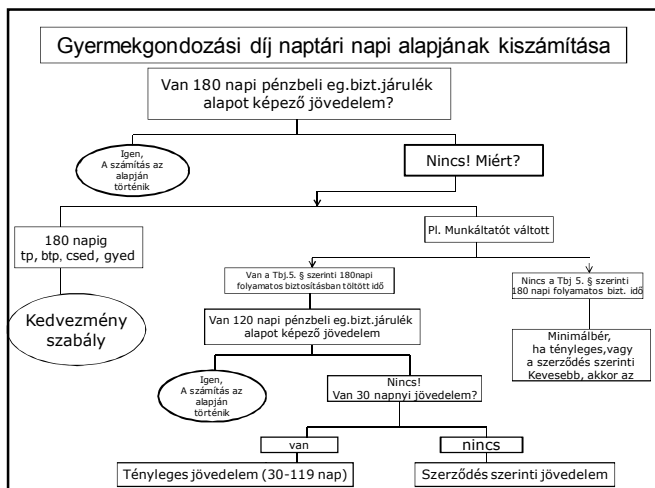 Gyermekgondozási díj naptári napi alapjának kiszámítása
Van 180 napi pénzbeli eg.bizt.járulék
alapot képező jövedelem?
Igen,
A számítás az
alapján
történik
Nincs! Miért?
180 napig
tp, btp, csed, gyed
Pl. Munkáltatót váltott
Kedvezmény
szabály
Van a Tbj.5. § szerinti 180napi
folyamatos biztosításban töltött idő
Nincs a Tbj 5. § szerinti
180 napi folyamatos bizt. idő
Van 120 napi pénzbeli eg.bizt.járulék
alapot képező jövedelem
Minimálbér,
ha tényleges,vagy
a szerződés szerinti
Kevesebb, akkor az
Igen,
A számítás az
alapján
történik
Nincs!
Van 30 napnyi jövedelem?
van
nincs
Tényleges jövedelem (30-119 nap)
Szerződés szerinti jövedelem